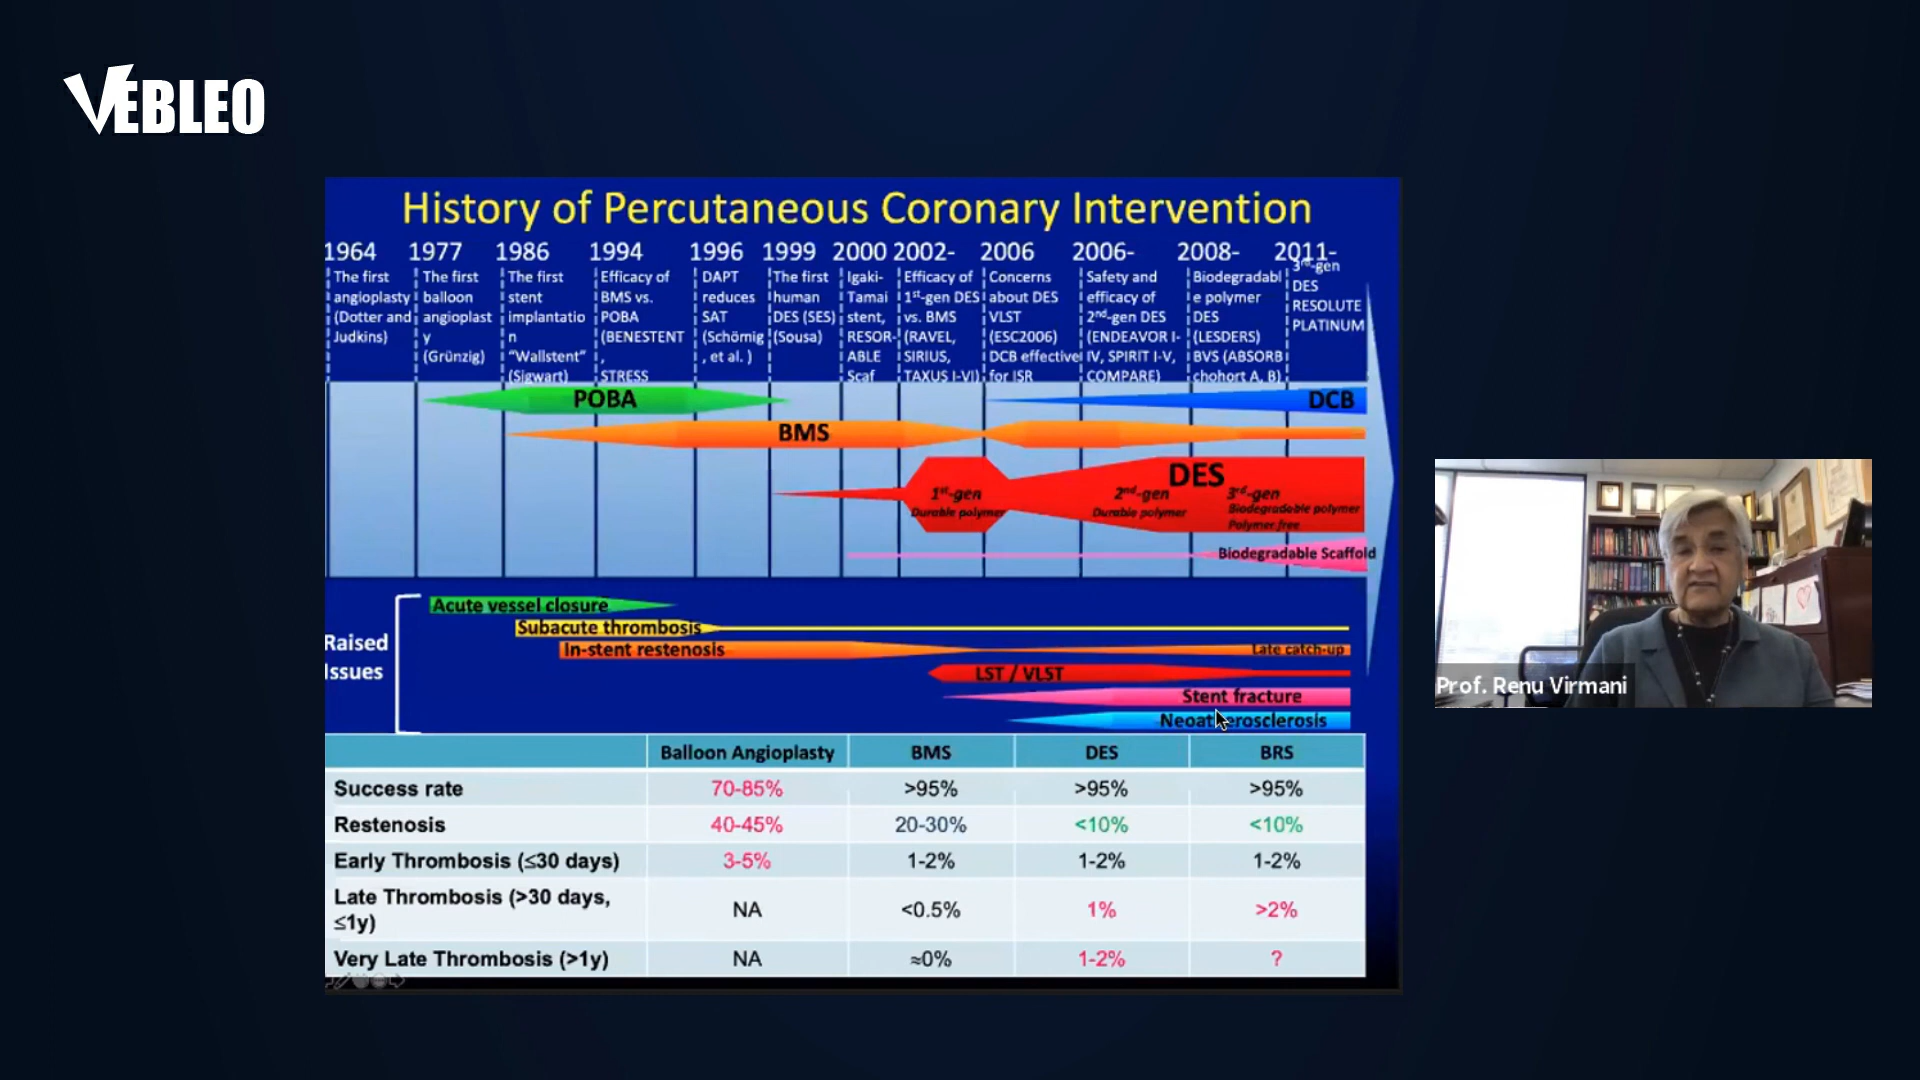 VEBLEO
History of Percutaneous Coronary Intervention
1964
The first
angioplasty
(Dotter and
Judkins)
1977
The first
balloon
angioplast
y
(Grünzig)
1986
The first
stent
implantatio
n
“Wallstent”
(Sigwart)
1994
Efficacy of
BMS vs.
POBA
(BENESTENT
,
STRESS
1996
DAPT
reduces
SAT
(Schömig
, et al. )
1999
The first
human
DES (SES)
(Sousa)
2000
Igaki-
Tamai
stent,
RESOR-
ABLE
Scaf
2002-
Efficacy of
1st-gen DES
vs. BMS
(RAVEL,
SIRIUS,
TAXUS I-VI)
2006
Concerns
about DES
VLST
(ESC2006)
DCB effective
for ISR
2006-
Safety and
efficacy of
2nd-gen DES
(ENDEAVOR I-
IV, SPIRIT I-V,
COMPARE)
2008-
Biodegradabl
e polymer
DES
(LESDERS)
BVS (ABSORB
chohort A, B)
2011-
3rd-gen
DES
RESOLUTE
PLATINUM
POBA
DCB
BMS
DES
1st-gen
Durable polymer
2nd-gen
Durable polymer
3rd-gen
Biodegradable polymer
Polymer free
Biodegradable Scaffold
Raised
Issues
Acute vessel closure
Subacute thrombosis
In-stent restenosis
Late catch-up
LST / VLST
Stent fracture
Neoatherosclerosis
Balloon Angioplasty BMS DES BRS
Success rate 70-85% >95% >95% >95%
Restenosis 40-45% 20-30% <10% <10%
Early Thrombosis (≤30 days) 3-5% 1-2% 1-2% 1-2%
Late Thrombosis (>30 days,
≤1y) NA <0.5% 1% >2%
Very Late Thrombosis (>1y) NA ≈0% 1-2% ?
Prof. Renu Virmani